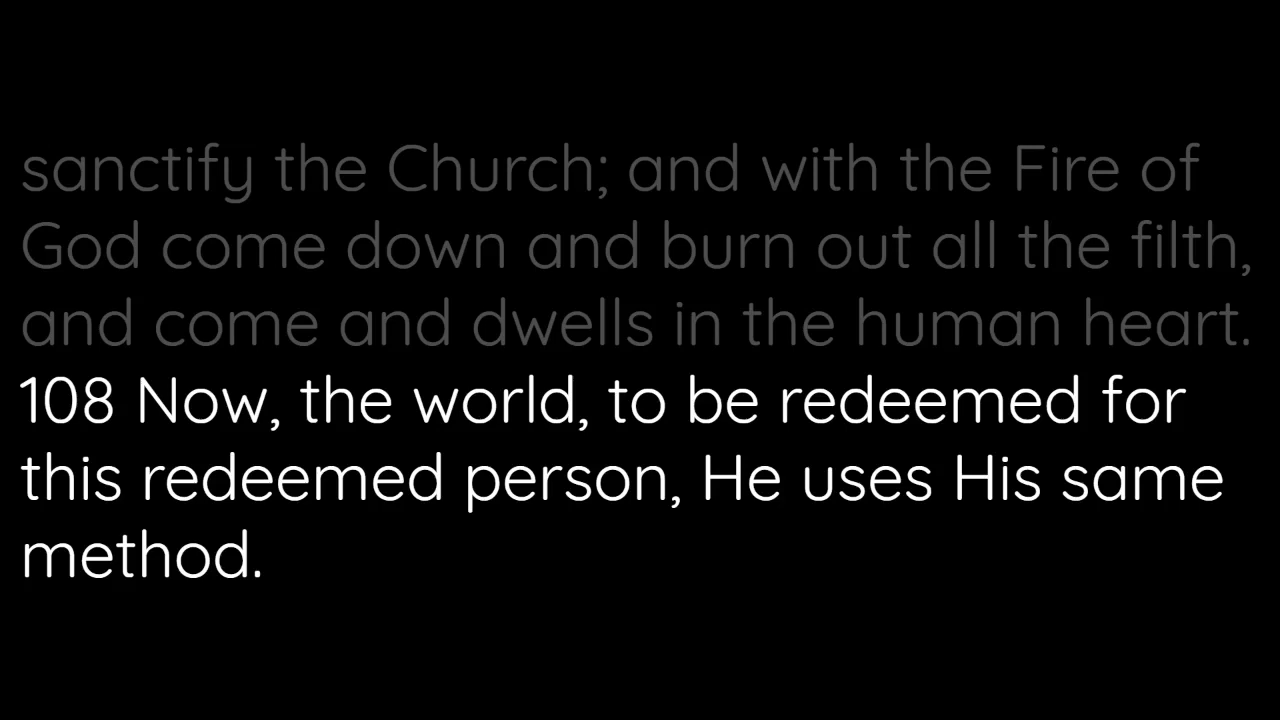 sanctify the Church; and with the Fire of
God come down and burn out all the filth,
and come and dwells in the human heart.
108 Now, the world, to be redeemed for
this redeemed person, He uses His same
method.